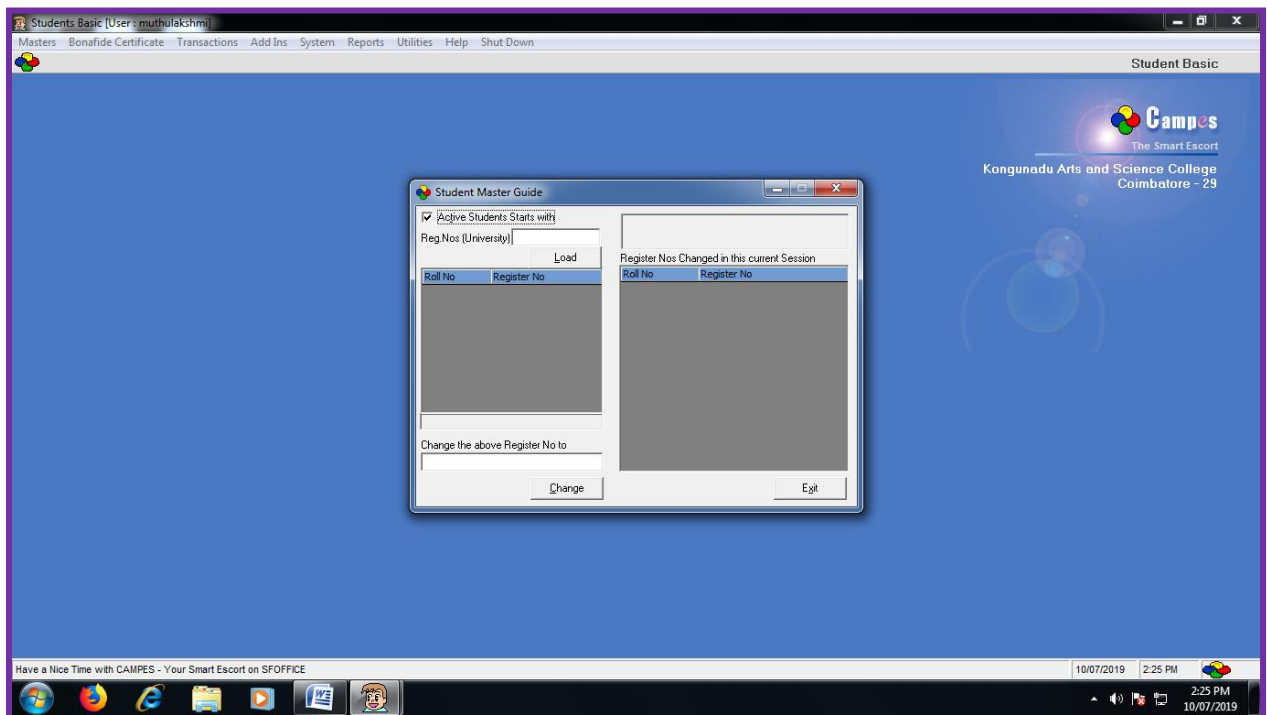 Students Basic [User : muthulakshmi]
Masters Bonafide Certificate Transactions Add Ins System Reports Utilities Help Shut Down
Student Basic
Campes
The Smart Escort
Kongunadu Arts and Science College
Coimbatore - 29
Student Master Guide
Active Students Starts with
Reg.Nos (University)
Load
Roll No Register No
Change the above Register No to
Change
Register Nos Changed in this current Session
Roll No Register No
Exit
Have a Nice Time with CAMPES - Your Smart Escort on SFOFFICE
10/07/2019 2:25 PM
2:25 PM
10/07/2019